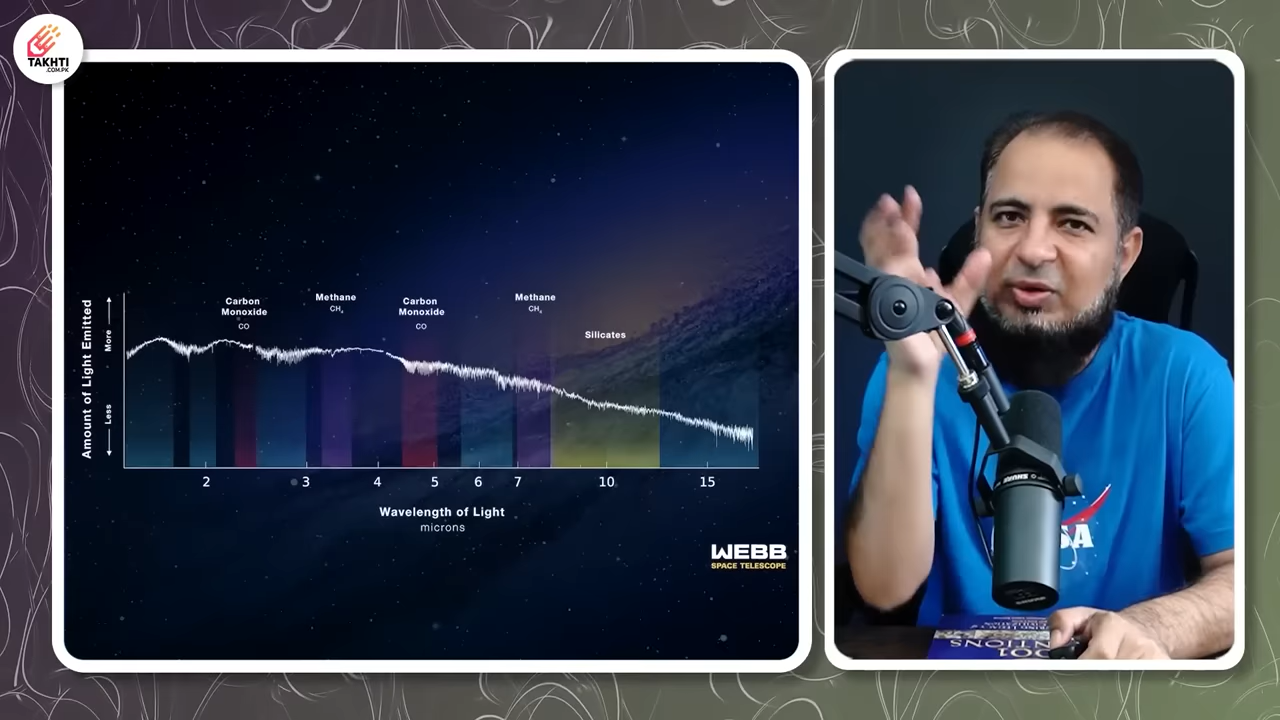 TAKHTI
.COM.PK
Amount of Light Emitted
Less
More
Carbon
Monoxide
CO
Methane
CH₄
Carbon
Monoxide
CO
Methane
CH₄
Silicates
2 3 4 5 6 7 10 15
Wavelength of Light
microns
WEBB
SPACE TELESCOPE
SHURE
SA